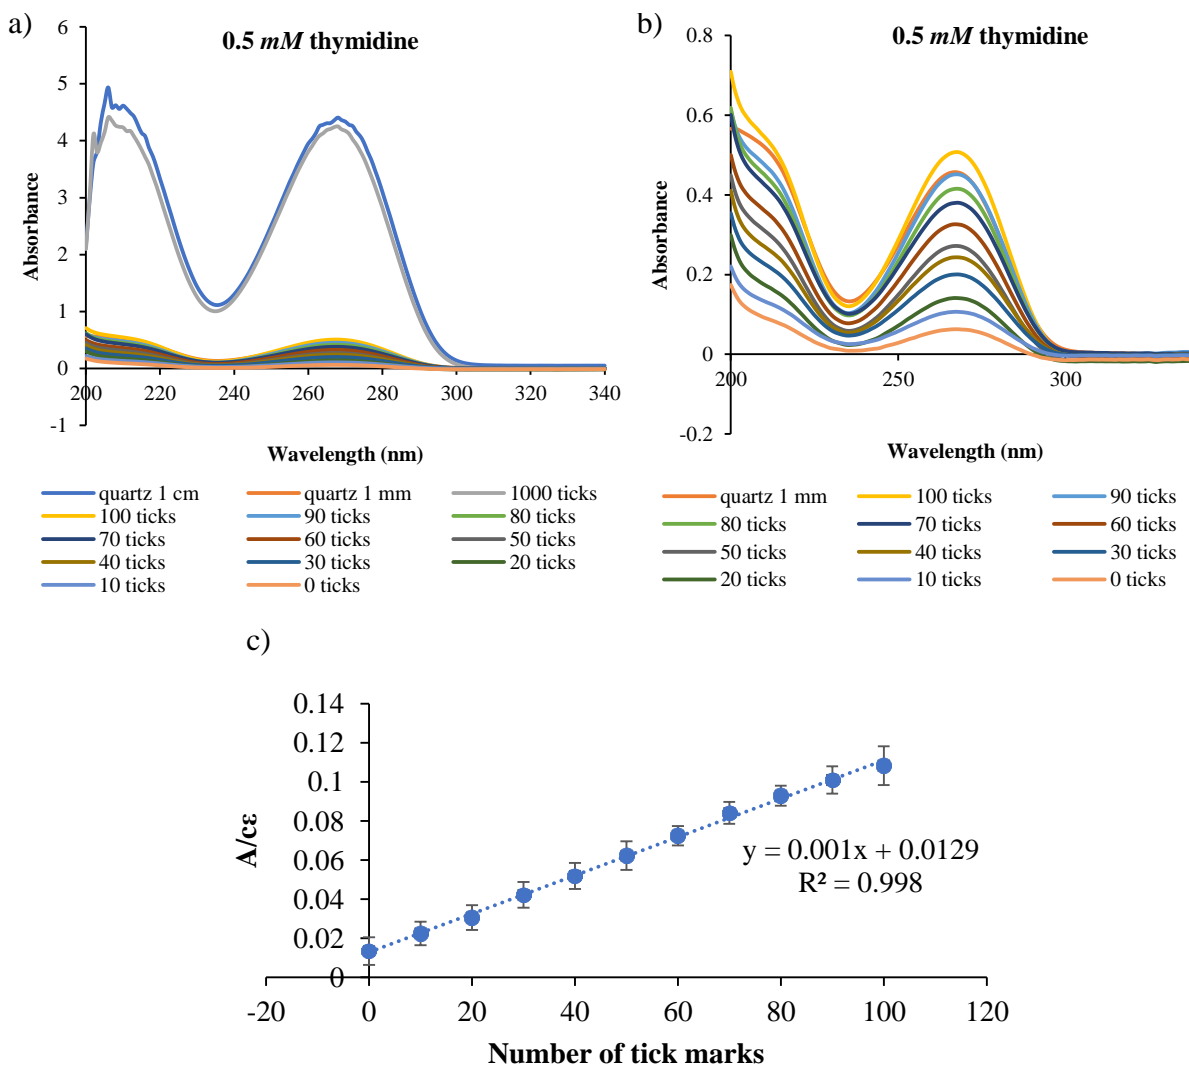 a)
0.5 mM thymidine
6
5
4
3
2
1
0
-1
Absorbance
200 220 240 260 280 300 320 340
Wavelength (nm)
quartz 1 cm quartz 1 mm 1000 ticks
100 ticks 90 ticks 80 ticks
70 ticks 60 ticks 50 ticks
40 ticks 30 ticks 20 ticks
10 ticks 0 ticks
b)
0.5 mM thymidine
0.8
0.6
0.4
0.2
0
-0.2
Absorbance
200 250 300
Wavelength (nm)
quartz 1 mm 100 ticks 90 ticks
80 ticks 70 ticks 60 ticks
50 ticks 40 ticks 30 ticks
20 ticks 10 ticks 0 ticks
c)
0.14
0.12
0.1
0.08
0.06
0.04
0.02
0
A/cε
y = 0.001x + 0.0129
R² = 0.998
-20 0 20 40 60 80 100 120
Number of tick marks